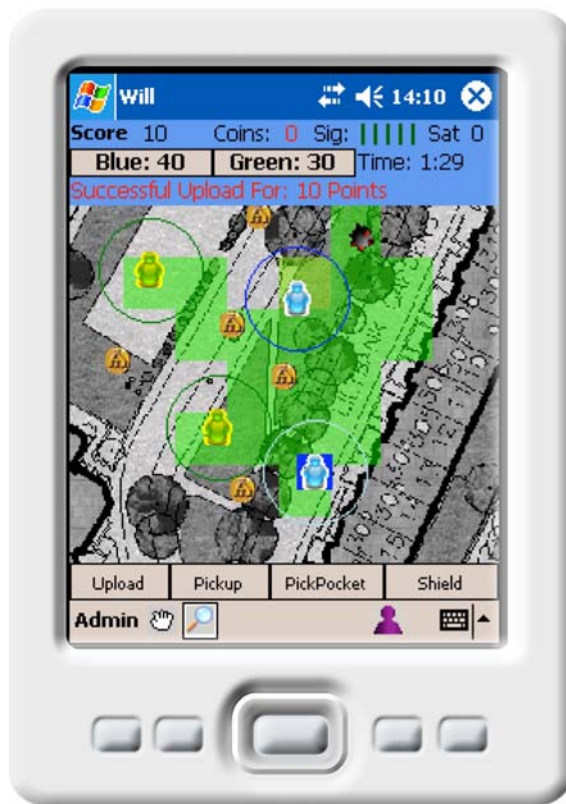 Will 14:10
Score 10 Coins: 0 Sig: Sat 0
Blue: 40 Green: 30 Time: 1:29
Successful Upload For: 10 Points
Upload Pickup PickPocket Shield
Admin